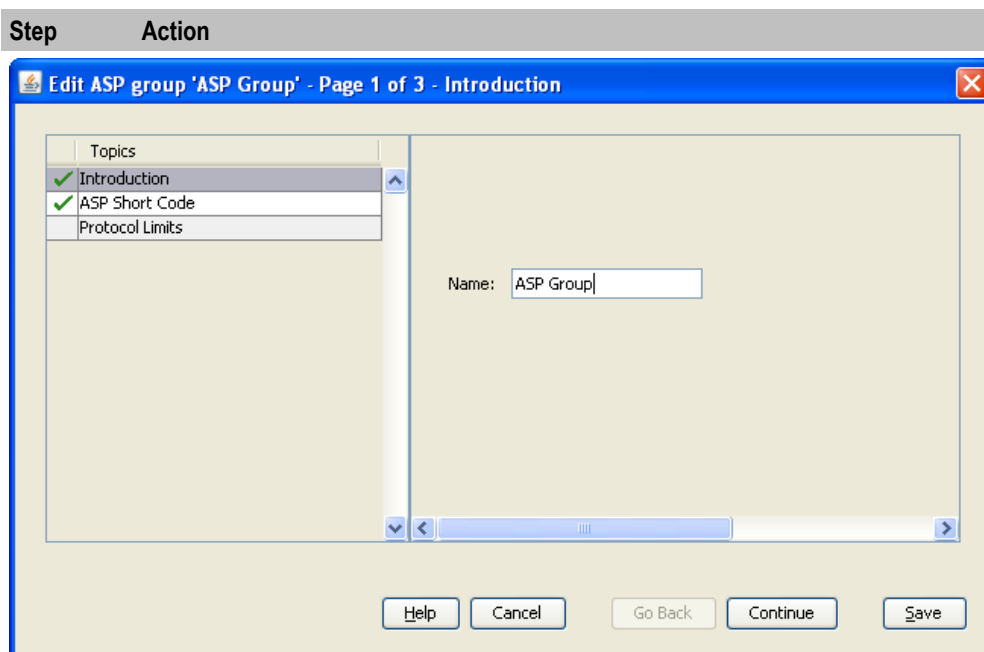 Step Action
Edit ASP group 'ASP Group' - Page 1 of 3 - Introduction
Topics
Introduction
ASP Short Code
Protocol Limits
Name: ASP Group
Help Cancel Go Back Continue Save